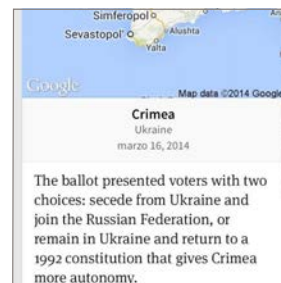 Simferopol
Sevastopol'
Alushta
Yalta
Google
Map data ©2014 Google
Crimea
Ukraine
marzo 16, 2014
The ballot presented voters with two
choices: secede from Ukraine and
join the Russian Federation, or
remain in Ukraine and return to a
1992 constitution that gives Crimea
more autonomy.